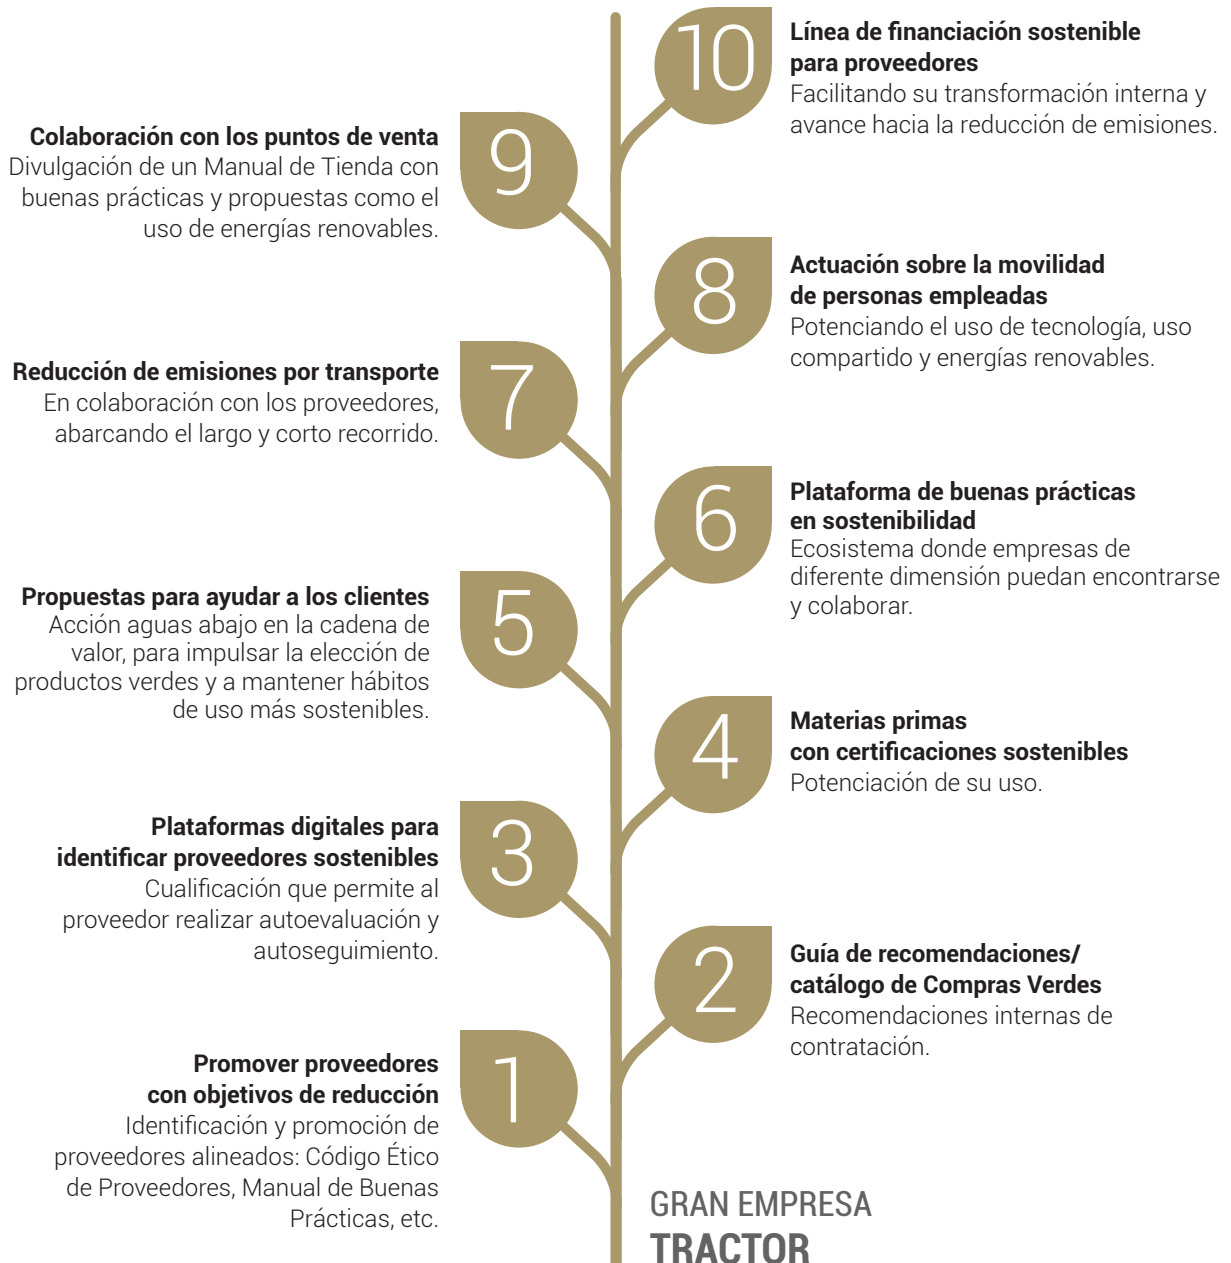 10
Línea de financiación sostenible
para proveedores
Facilitando su transformación interna y
avance hacia la reducción de emisiones.
9
Colaboración con los puntos de venta
Divulgación de un Manual de Tienda con
buenas prácticas y propuestas como el
uso de energías renovables.
8
Actuación sobre la movilidad
de personas empleadas
Potenciando el uso de tecnología, uso
compartido y energías renovables.
7
Reducción de emisiones por transporte
En colaboración con los proveedores,
abarcando el largo y corto recorrido.
6
Plataforma de buenas prácticas
en sostenibilidad
Ecosistema donde empresas de
diferente dimensión puedan encontrarse
y colaborar.
5
Propuestas para ayudar a los clientes
Acción aguas abajo en la cadena de
valor, para impulsar la elección de
productos verdes y a mantener hábitos
de uso más sostenibles.
4
Materias primas
con certificaciones sostenibles
Potenciación de su uso.
3
Plataformas digitales para
identificar proveedores sostenibles
Cualificación que permite al
proveedor realizar autoevaluación y
autoseguimiento.
2
Guía de recomendaciones/
catálogo de Compras Verdes
Recomendaciones internas de
contratación.
1
Promover proveedores
con objetivos de reducción
Identificación y promoción de
proveedores alineados: Código Ético
de Proveedores, Manual de Buenas
Prácticas, etc.
GRAN EMPRESA
TRACTOR